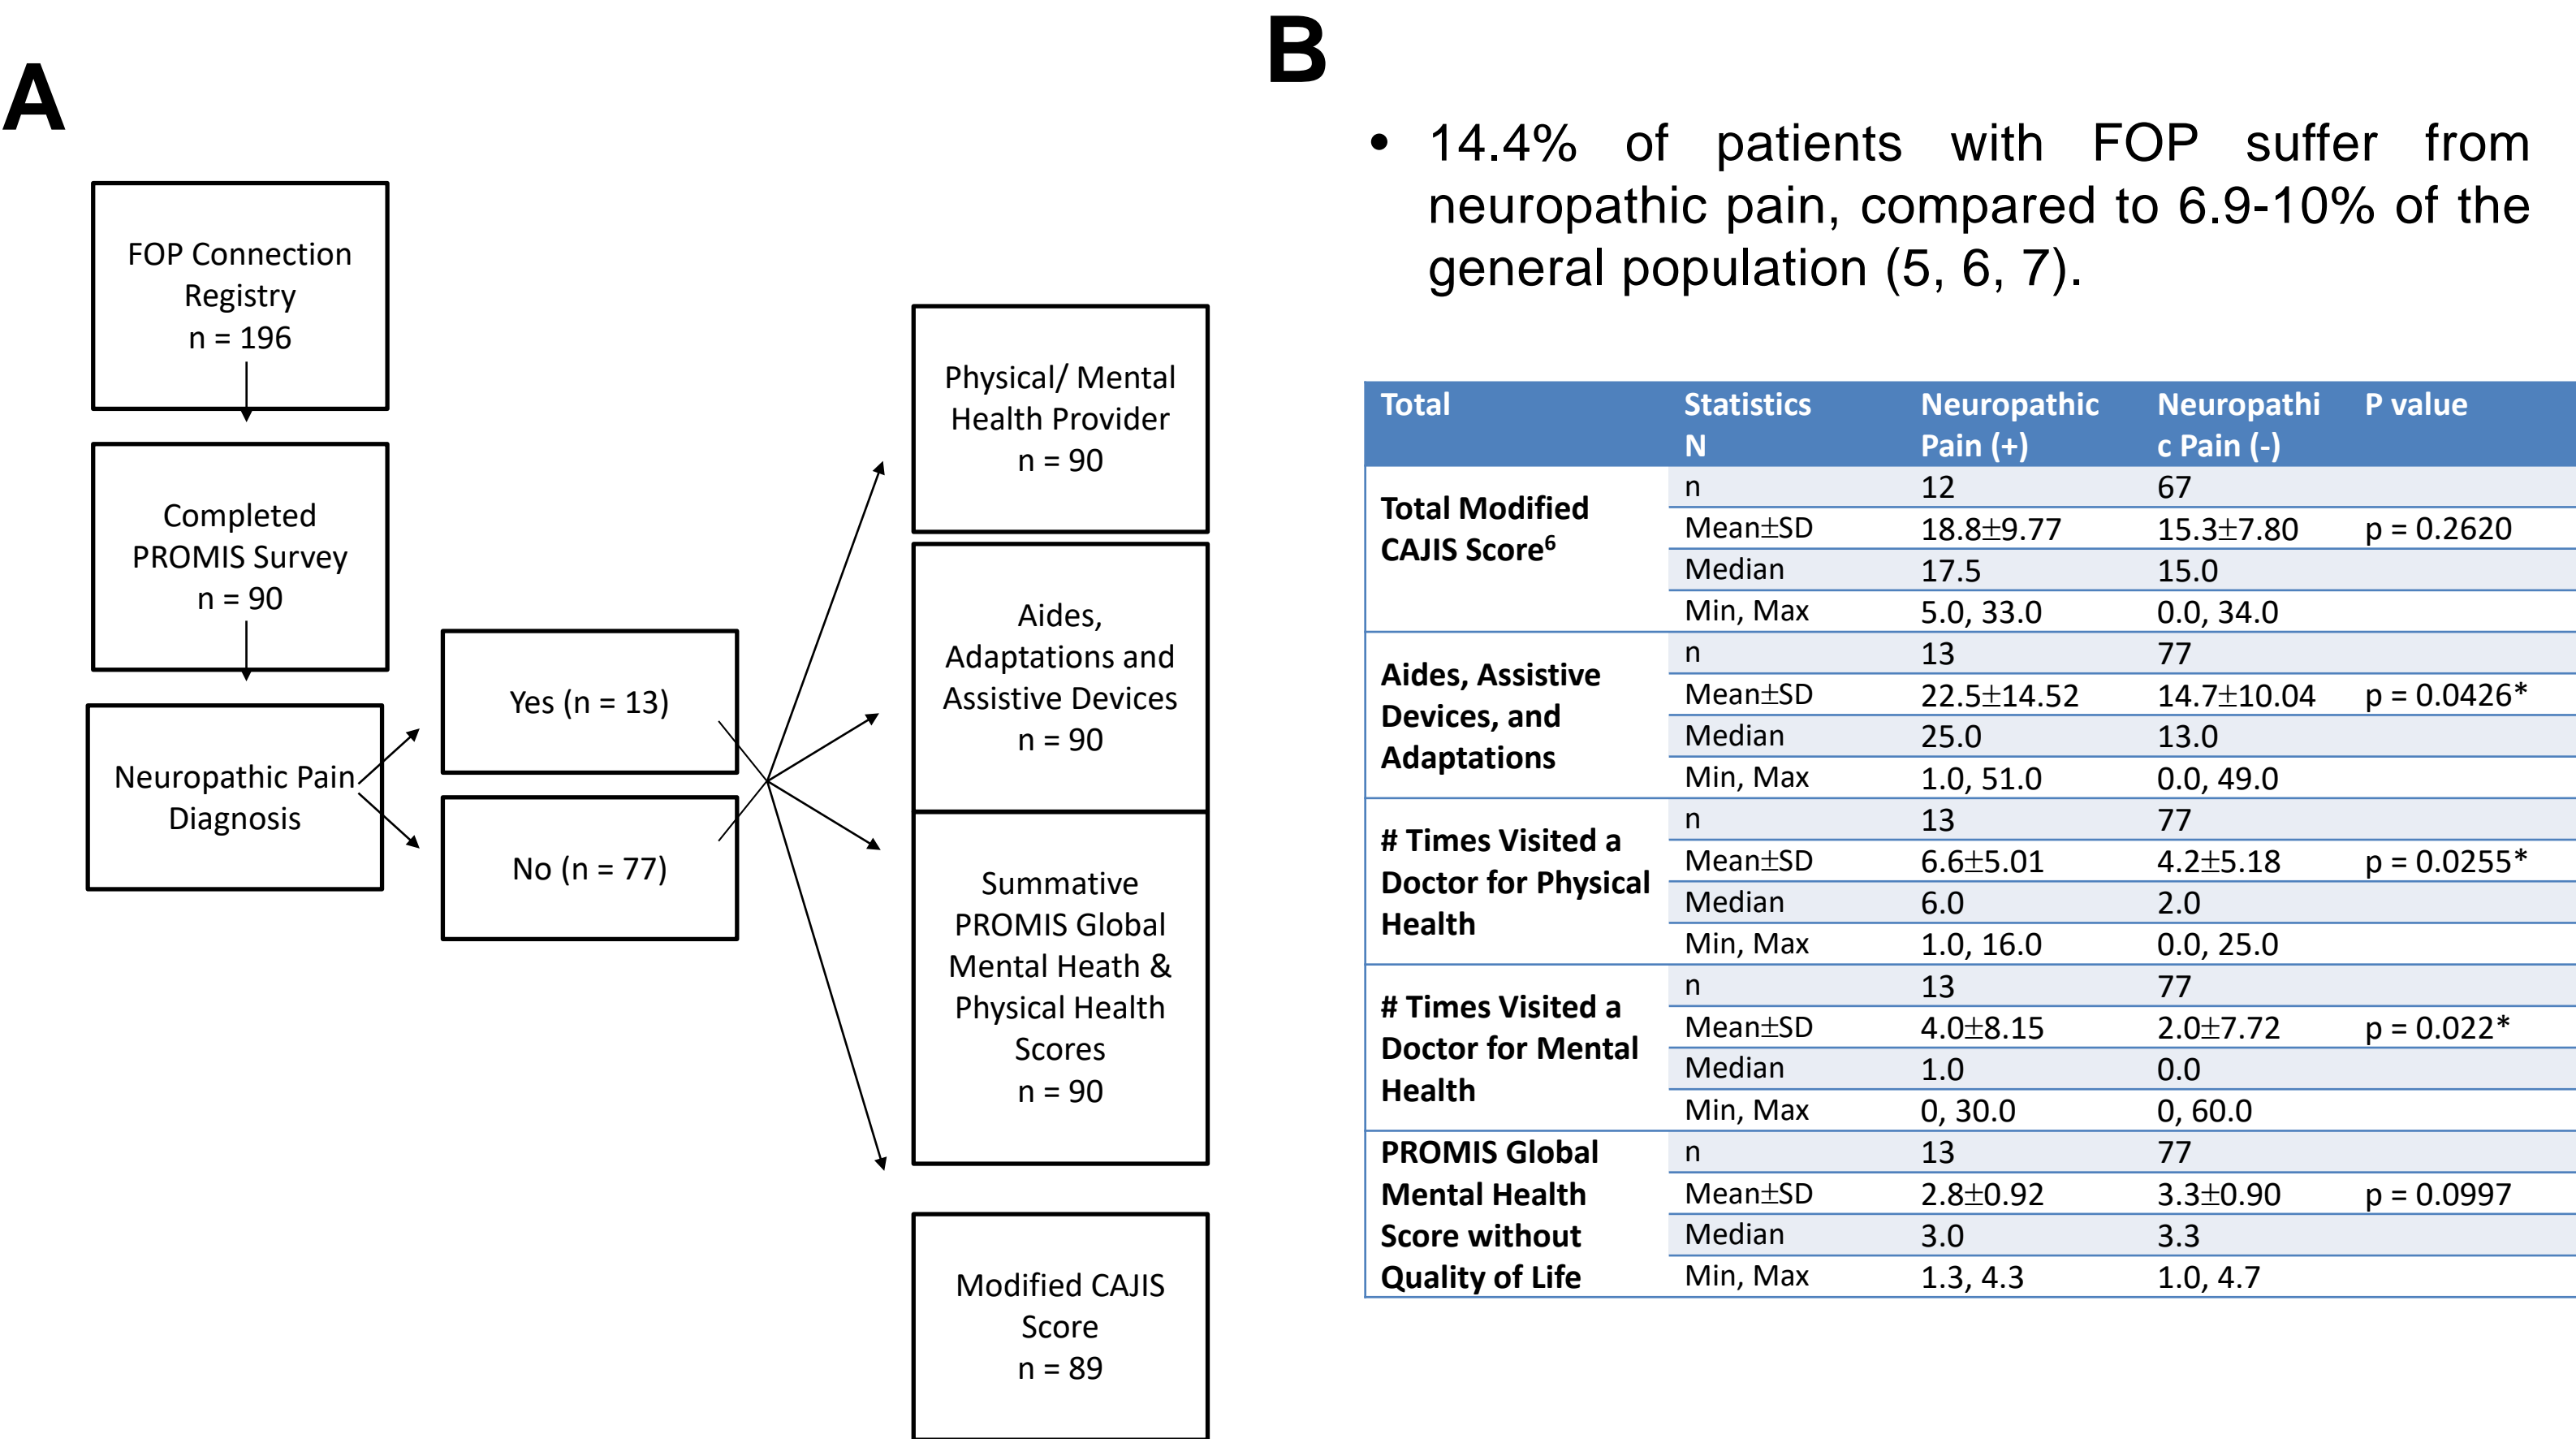 A
FOP Connection
Registry
n = 196
Completed
PROMIS Survey
n = 90
Neuropathic Pain
Diagnosis
Yes (n = 13)
No (n = 77)
Physical/ Mental
Health Provider
n = 90
Aides,
Adaptations and
Assistive Devices
n = 90
Summative
PROMIS Global
Mental Heath &
Physical Health
Scores
n = 90
Modified CAJIS
Score
n = 89
B
• 14.4% of patients with FOP suffer from
neuropathic pain, compared to 6.9-10% of the
general population (5, 6, 7).
Total Statistics Neuropathic Neuropathi P value
N Pain (+) c Pain (-)
Total Modified
CAJIS Score⁶
n 12 67
Mean±SD 18.8±9.77 15.3±7.80 p = 0.2620
Median 17.5 15.0
Min, Max 5.0, 33.0 0.0, 34.0
Aides, Assistive
Devices, and
Adaptations
n 13 77
Mean±SD 22.5±14.52 14.7±10.04 p = 0.0426*
Median 25.0 13.0
Min, Max 1.0, 51.0 0.0, 49.0
# Times Visited a
Doctor for Physical
Health
n 13 77
Mean±SD 6.6±5.01 4.2±5.18 p = 0.0255*
Median 6.0 2.0
Min, Max 1.0, 16.0 0.0, 25.0
# Times Visited a
Doctor for Mental
Health
n 13 77
Mean±SD 4.0±8.15 2.0±7.72 p = 0.022*
Median 1.0 0.0
Min, Max 0, 30.0 0, 60.0
PROMIS Global
Mental Health
Score without
Quality of Life
n 13 77
Mean±SD 2.8±0.92 3.3±0.90 p = 0.0997
Median 3.0 3.3
Min, Max 1.3, 4.3 1.0, 4.7